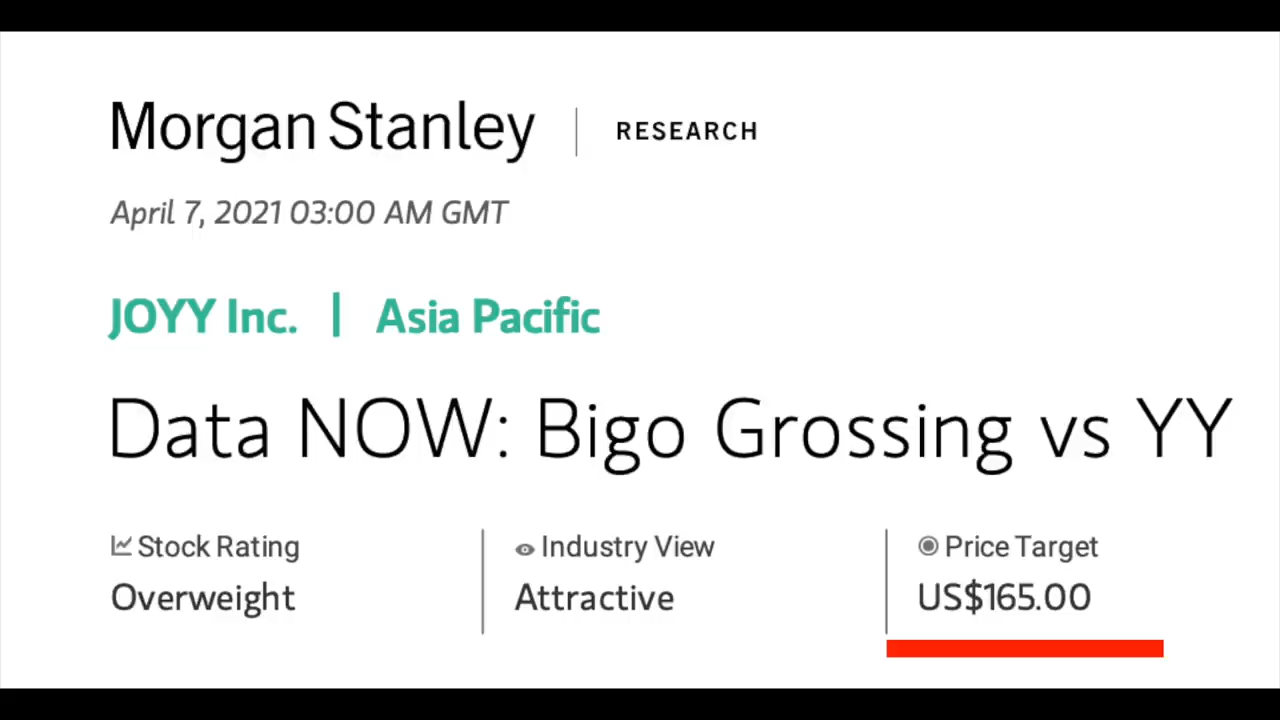 Morgan Stanley | RESEARCH
April 7, 2021 03:00 AM GMT
JOYY Inc. | Asia Pacific
Data NOW: Bigo Grossing vs YY
Stock Rating
Overweight
Industry View
Attractive
Price Target
US$165.00